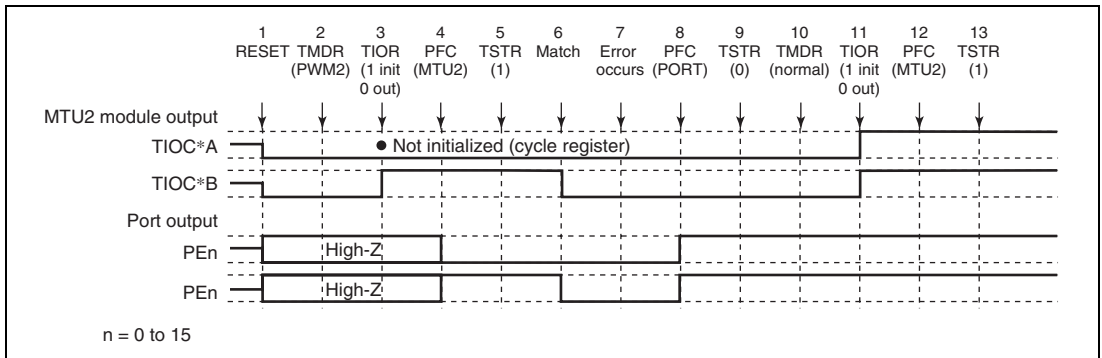 1 2 3 4 5 6 7 8 9 10 11 12 13
RESET TMDR TIOR PFC TSTR Match Error PFC TSTR TMDR TIOR PFC TSTR
(PWM2) (1 init (MTU2) (1) occurs (PORT) (0) (normal) (1 init (MTU2) (1)
0 out) 0 out)
MTU2 module output
TIOC*A
● Not initialized (cycle register)
TIOC*B
Port output
PEn High-Z
PEn High-Z
n = 0 to 15